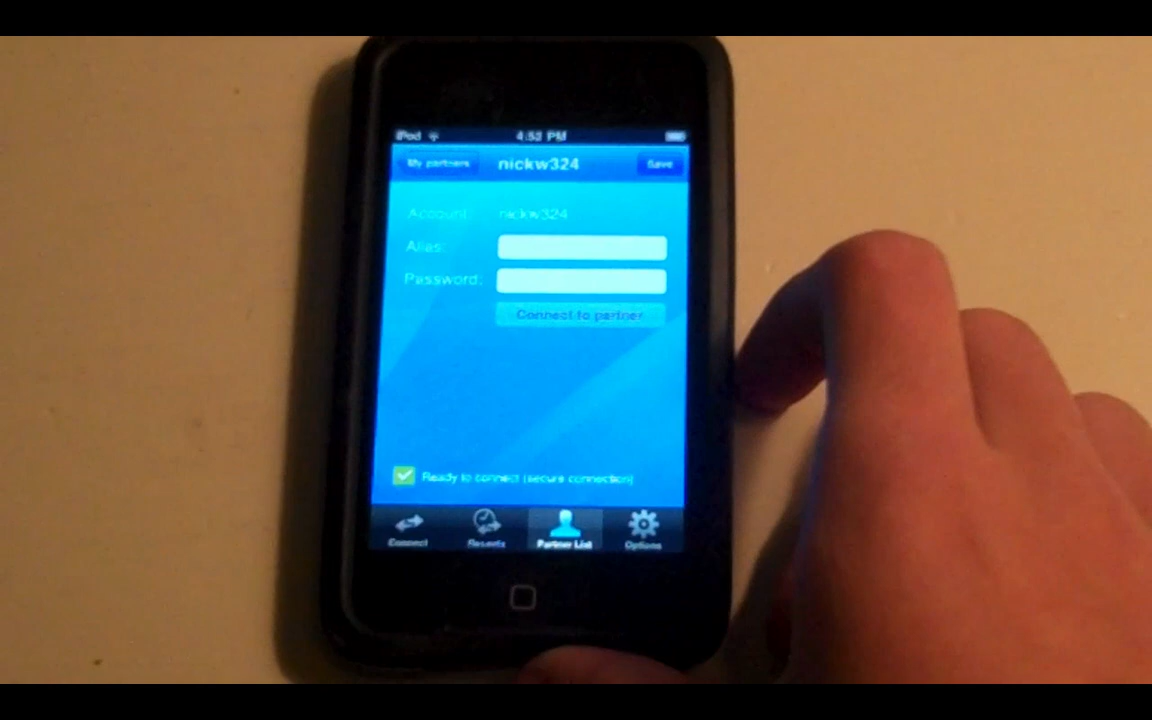 iPod 4:53 PM
My partners nickw324 Save
Account: nickw324
Alias:
Password:
Connect to partner
Ready to connect (secure connection)
Connect Recents Partner List Options